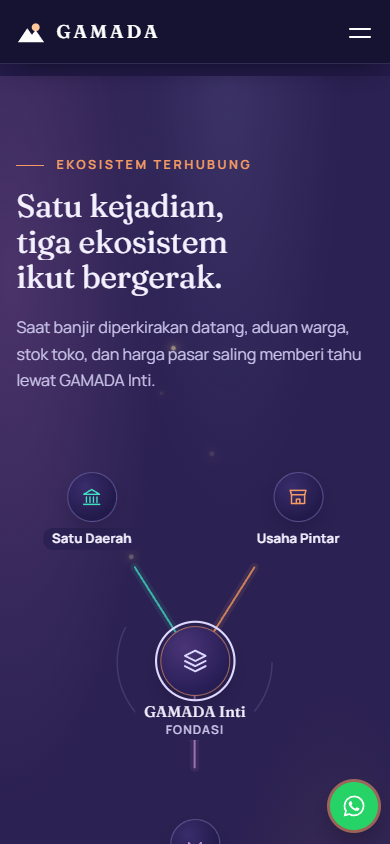 GAMADA
EKOSISTEM TERHUBUNG
Satu kejadian,
tiga ekosistem
ikut bergerak.
Saat banjir diperkirakan datang, aduan warga,
stok toko, dan harga pasar saling memberi tahu
lewat GAMADA Inti.
Satu Daerah
Usaha Pintar
GAMADA Inti
FONDASI